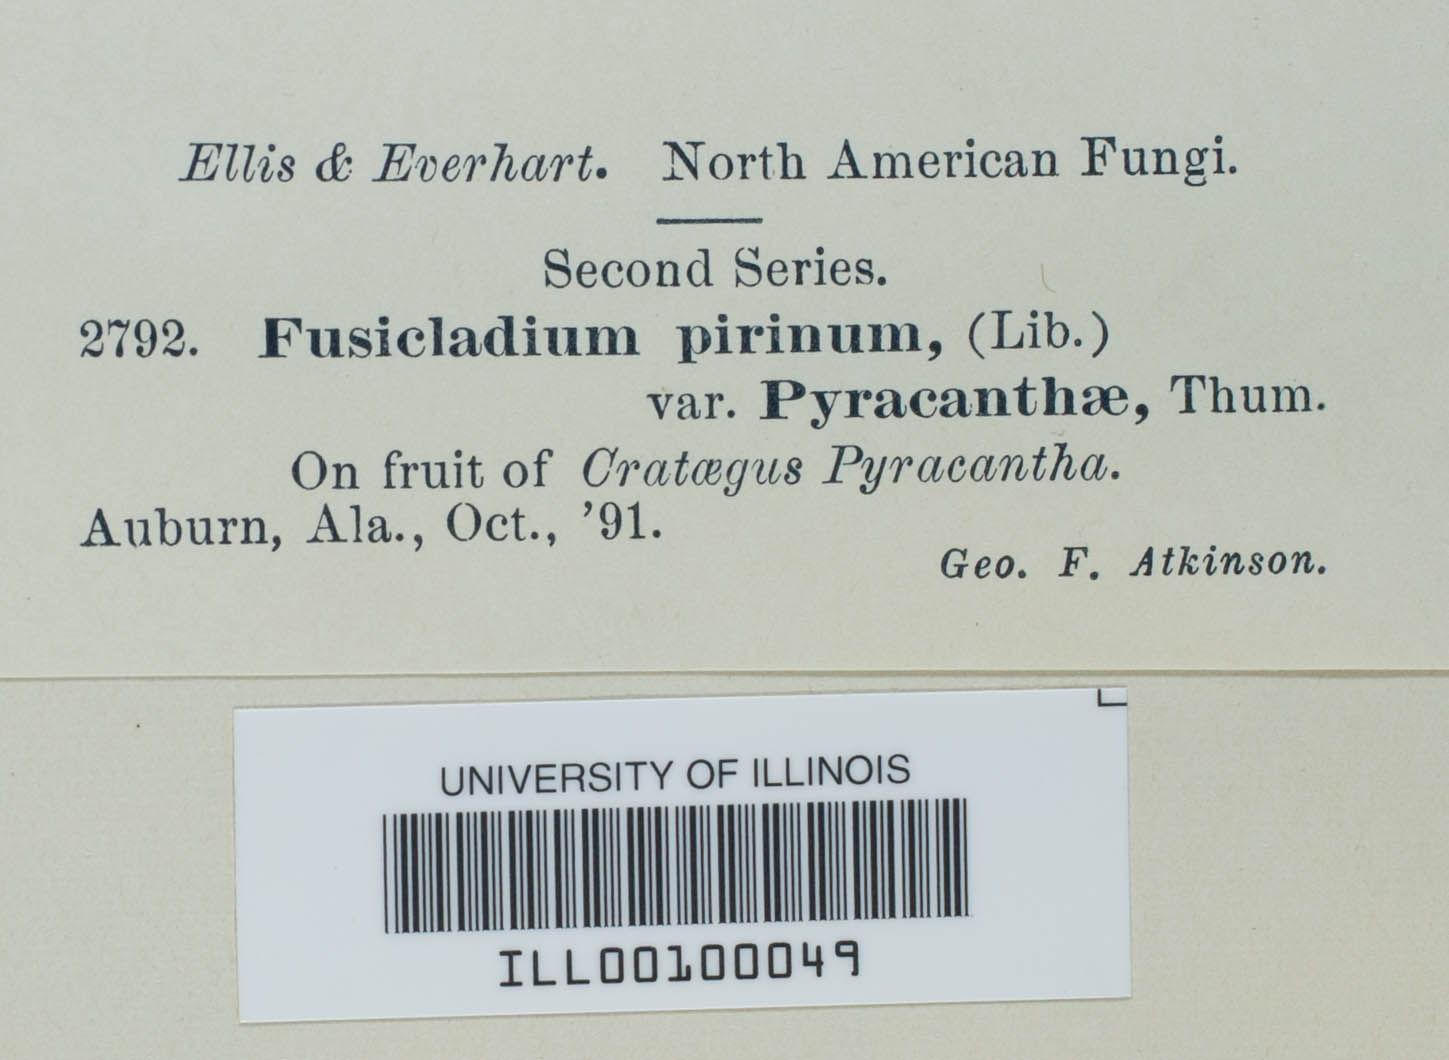 Ellis & Everhart. North American Fungi.
Second Series.
2792. Fusicladium pirinum, (Lib.)
var. Pyracanthæ, Thum.
On fruit of Cratægus Pyracantha.
Auburn, Ala., Oct., '91.
Geo. F. Atkinson.
UNIVERSITY OF ILLINOIS
ILL00100049